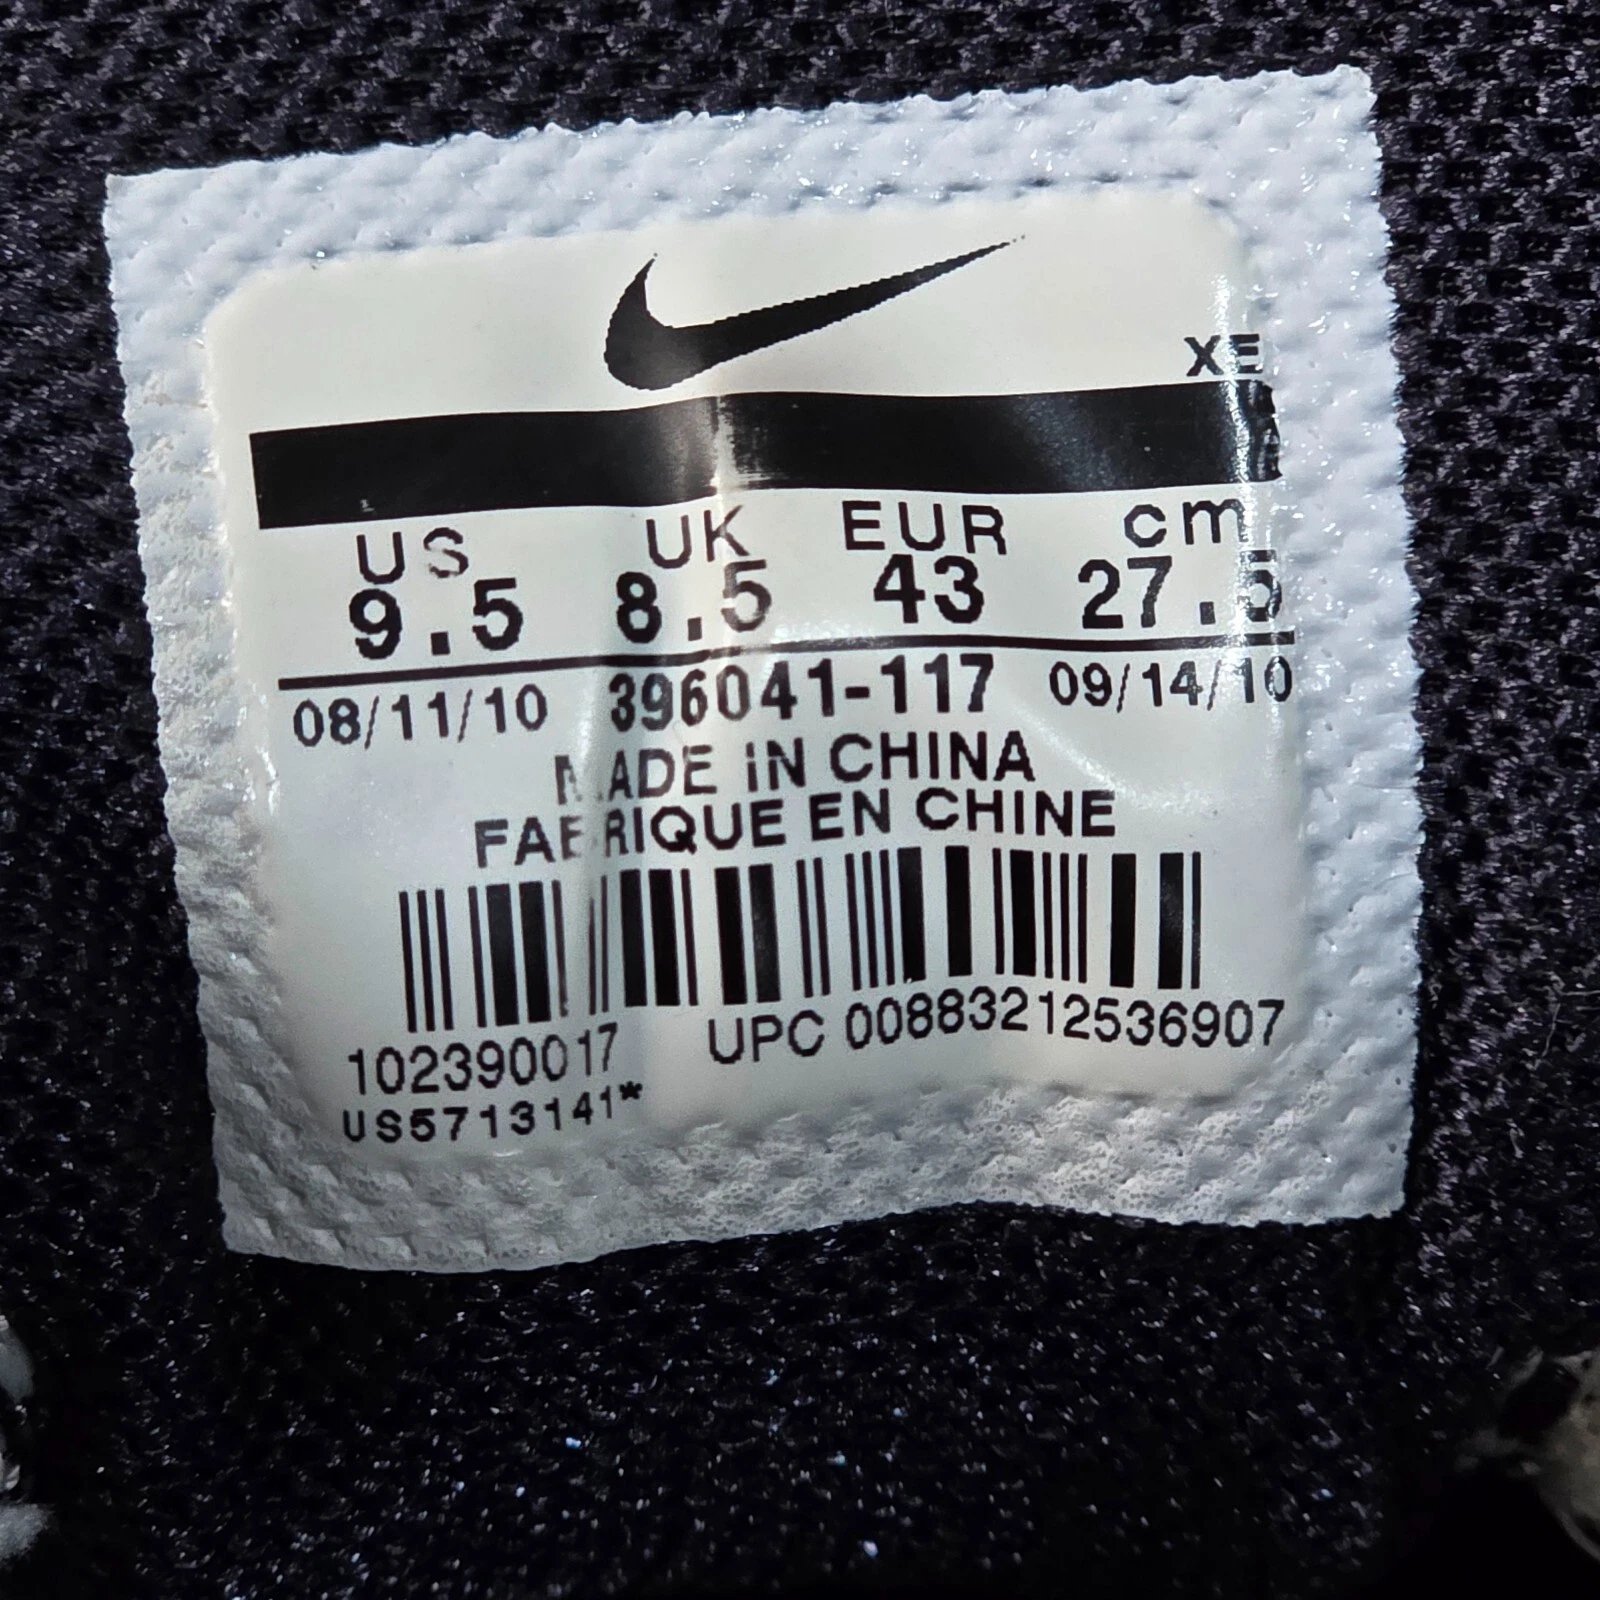 XE
US UK EUR cm
9.5 8.5 43 27.5
08/11/10 396041-117 09/14/10
MADE IN CHINA
FABRIQUE EN CHINE
102390017 UPC 00883212536907
US5713141*